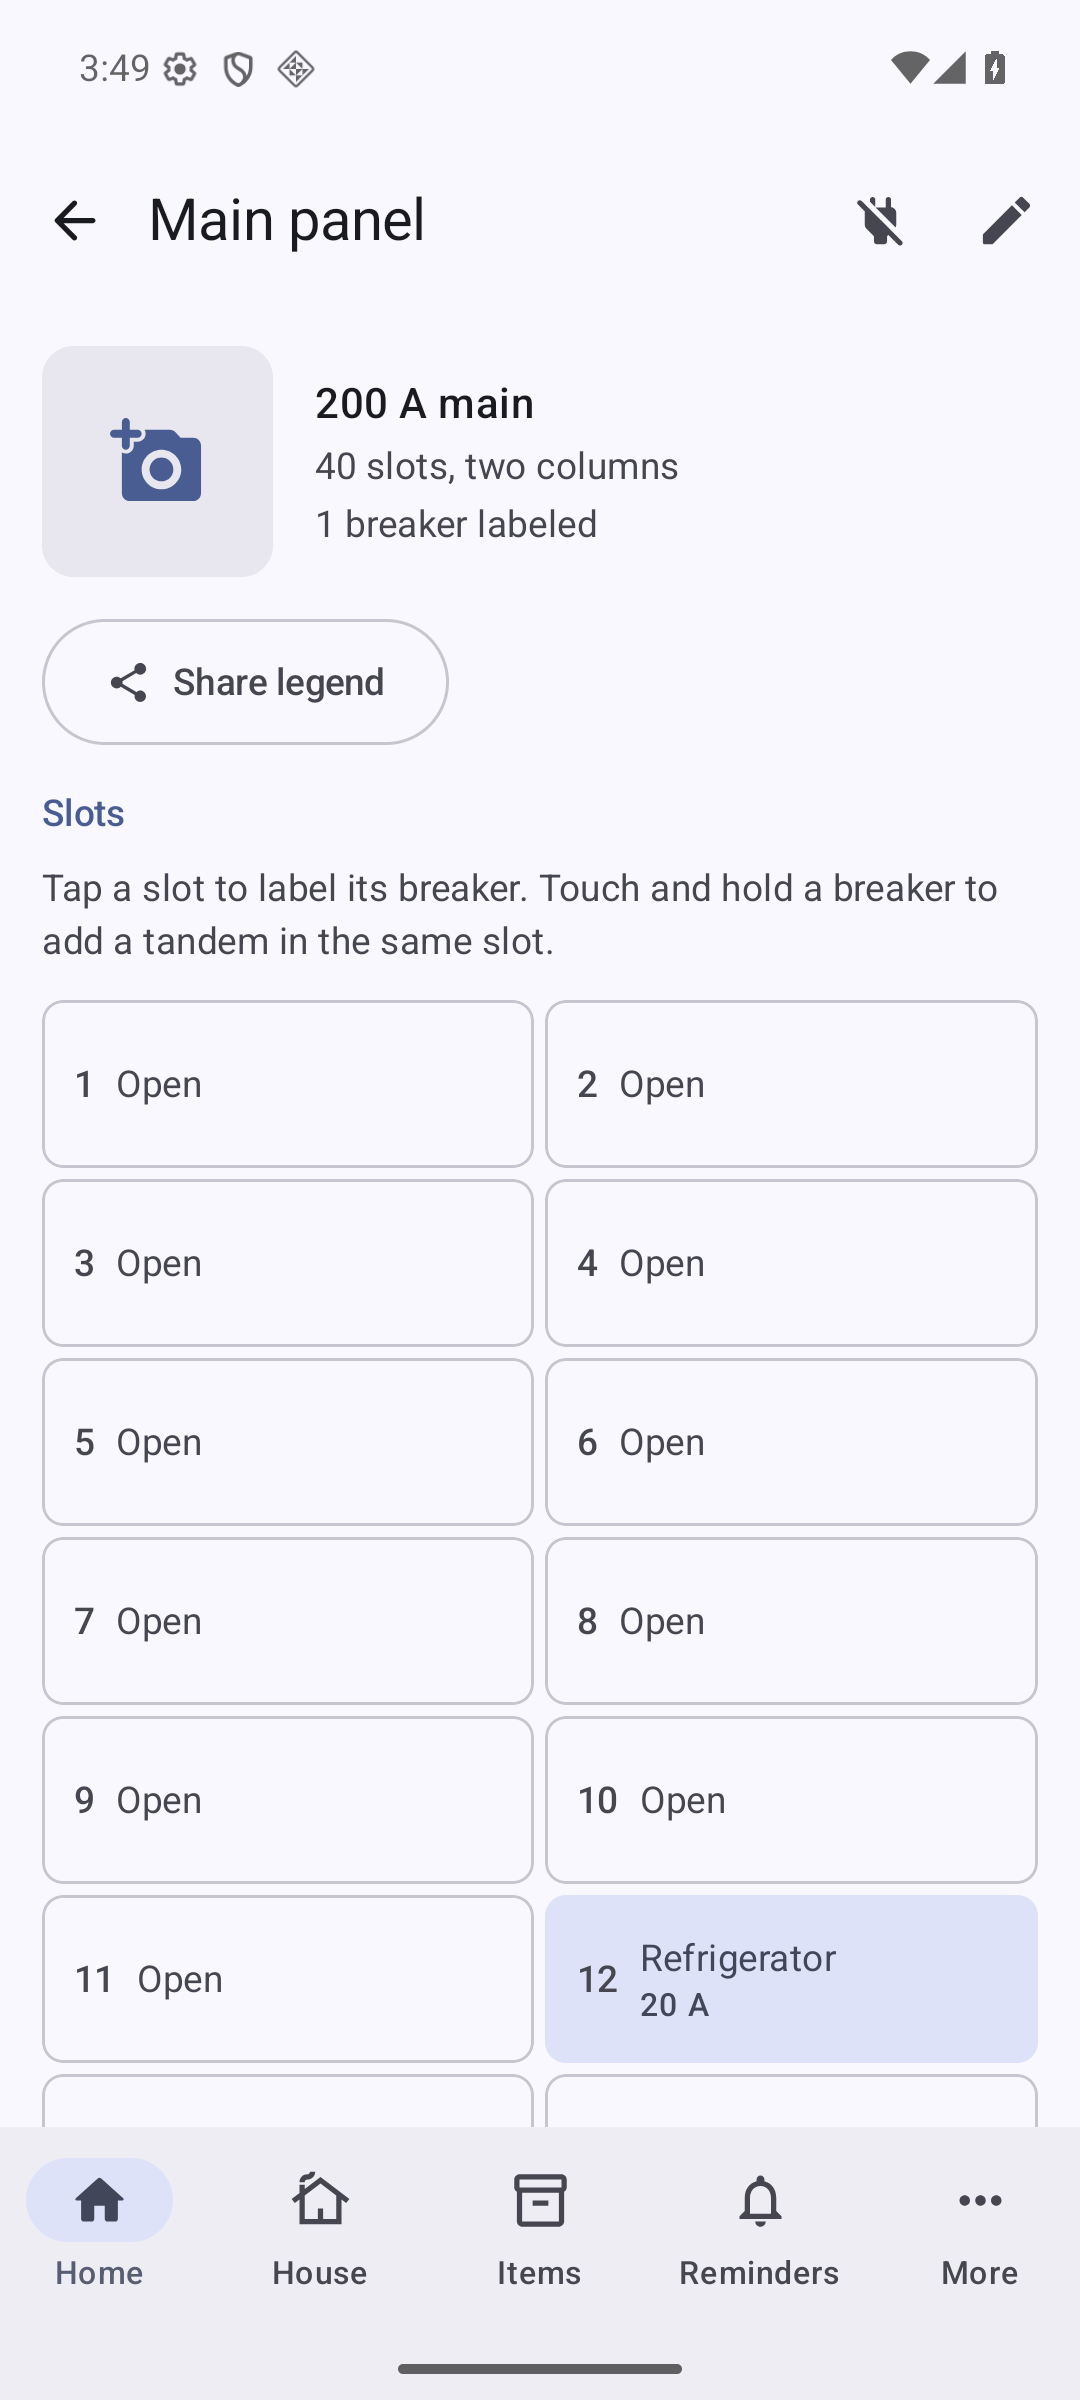 3:49
Main panel
200 A main
40 slots, two columns
1 breaker labeled
Share legend
Slots
Tap a slot to label its breaker. Touch and hold a breaker to
add a tandem in the same slot.
1 Open
2 Open
3 Open
4 Open
5 Open
6 Open
7 Open
8 Open
9 Open
10 Open
11 Open
12 Refrigerator
20 A
Home
House
Items
Reminders
More